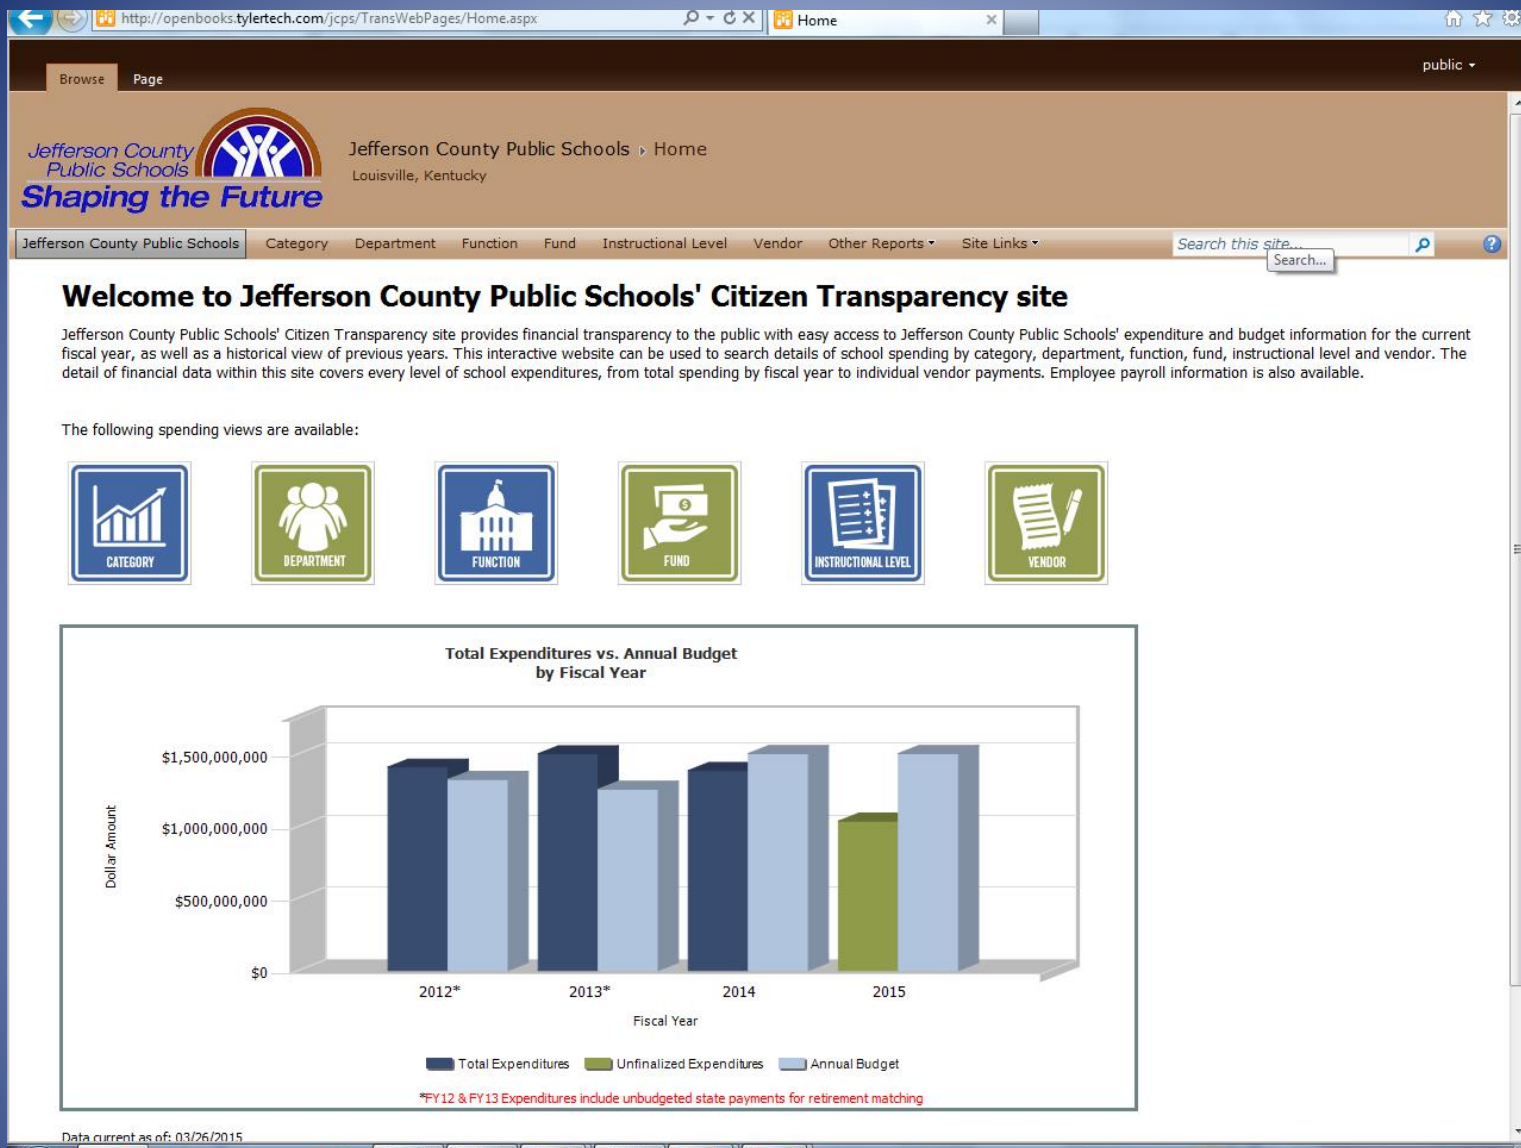 http://openbooks.tylertech.com/jcps/TransWebPages/Home.aspx
Home
Browse
Page
public
Jefferson County
Public Schools
Shaping the Future
Jefferson County Public Schools Home
Louisville, Kentucky
Jefferson County Public Schools Category Department Function Fund Instructional Level Vendor Other Reports Site Links
Search this site...
Search...
Welcome to Jefferson County Public Schools' Citizen Transparency site
Jefferson County Public Schools' Citizen Transparency site provides financial transparency to the public with easy access to Jefferson County Public Schools' expenditure and budget information for the current
fiscal year, as well as a historical view of previous years. This interactive website can be used to search details of school spending by category, department, function, fund, instructional level and vendor. The
detail of financial data within this site covers every level of school expenditures, from total spending by fiscal year to individual vendor payments. Employee payroll information is also available.
The following spending views are available:
CATEGORY
DEPARTMENT
FUNCTION
FUND
INSTRUCTIONAL LEVEL
VENDOR
Total Expenditures vs. Annual Budget
by Fiscal Year
$1,500,000,000
$1,000,000,000
$500,000,000
$0
Dollar Amount
2012* 2013* 2014 2015
Fiscal Year
Total Expenditures Unfinalized Expenditures Annual Budget
*FY12 & FY13 Expenditures include unbudgeted state payments for retirement matching
Data current as of: 03/26/2015